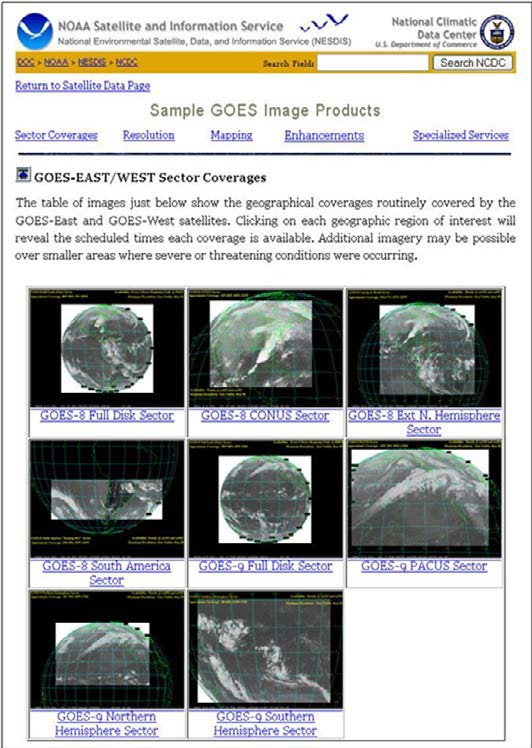 NOAA Satellite and Information Service
National Environmental Satellite, Data, and Information Service (NESDIS)
NOAA
National Climatic
Data Center
U.S. Department of Commerce
DOC > NOAA > NESDIS > NCDC
Search Field:
Search NCDC
Return to Satellite Data Page
Sample GOES Image Products
Sector Coverages Resolution Mapping Enhancements Specialized Services
GOES-EAST/WEST Sector Coverages
The table of images just below show the geographical coverages routinely covered by the
GOES-East and GOES-West satellites. Clicking on each geographic region of interest will
reveal the scheduled times each coverage is available. Additional imagery may be possible
over smaller areas where severe or threatening conditions were occurring.
GOES-8 Full Disk Sector
GOES-8 CONUS Sector
GOES-8 Ext N. Hemisphere
Sector
GOES-8 South America
Sector
GOES-9 Full Disk Sector
GOES-9 PACUS Sector
GOES-9 Northern
Hemisphere Sector
GOES-9 Southern
Hemisphere Sector